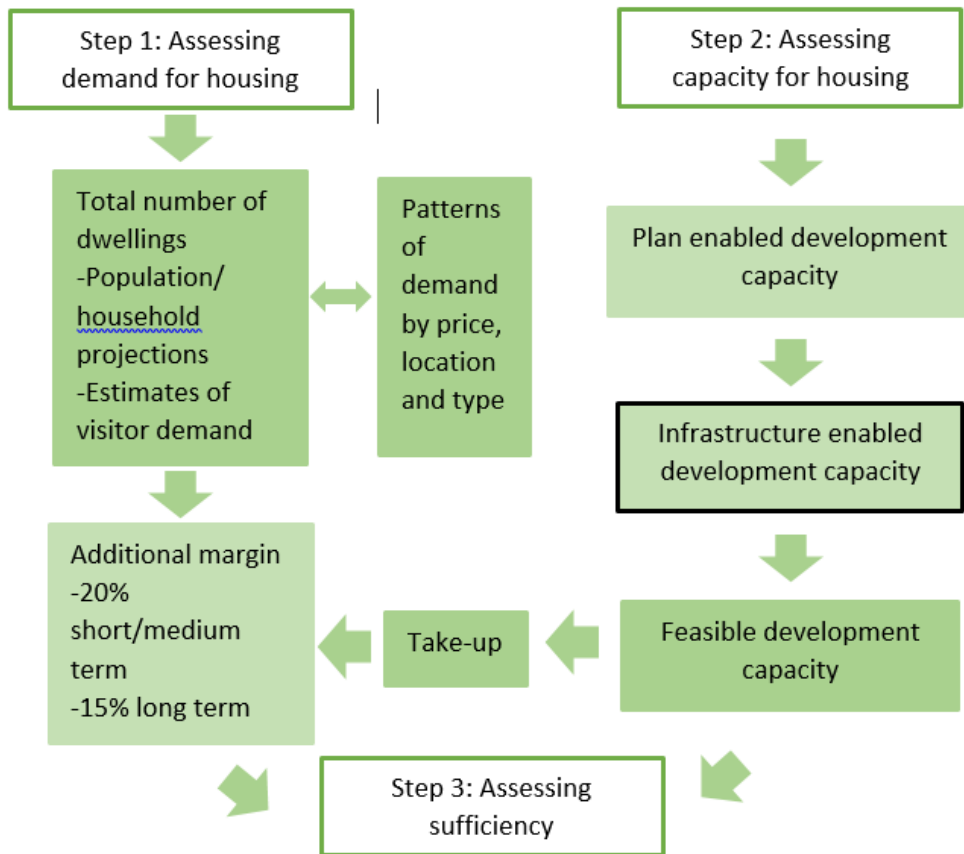 Step 1: Assessing
demand for housing
Step 2: Assessing
capacity for housing
Total number of
dwellings
-Population/
household
projections
-Estimates of
visitor demand
Patterns
of
demand
by price,
location
and type
Plan enabled development
capacity
Infrastructure enabled
development capacity
Additional margin
-20%
short/medium
term
-15% long term
Take-up
Feasible development
capacity
Step 3: Assessing
sufficiency